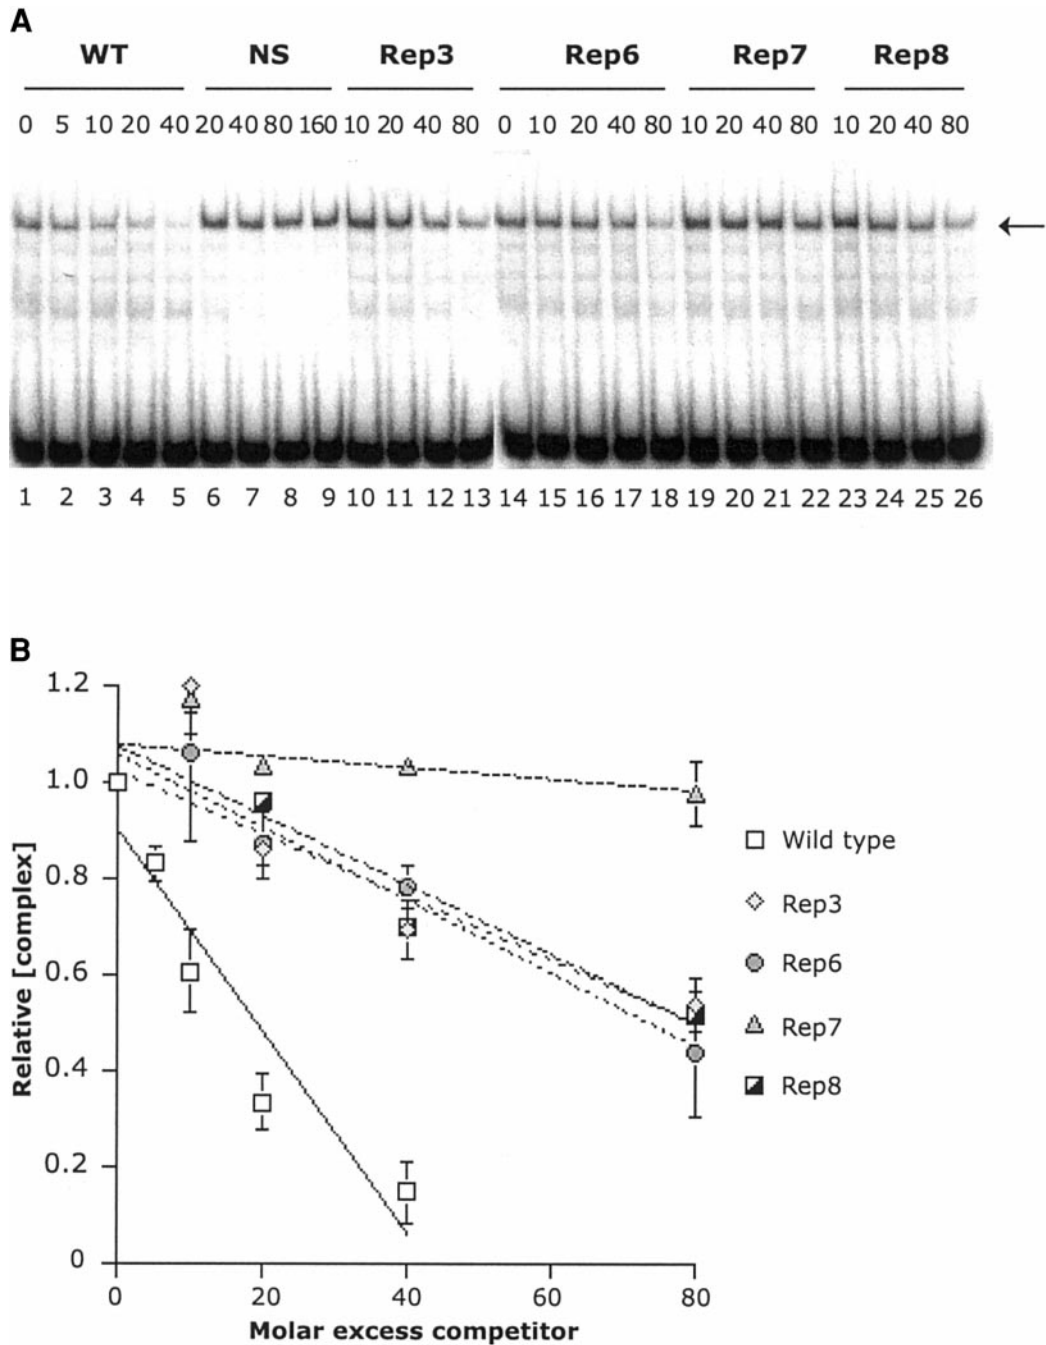 A
WT NS Rep3 Rep6 Rep7 Rep8
0 5 10 20 40 20 40 80 160 10 20 40 80 0 10 20 40 80 10 20 40 80 10 20 40 80
1 2 3 4 5 6 7 8 9 10 11 12 13 14 15 16 17 18 19 20 21 22 23 24 25 26
B
1.2
1.0
0.8
0.6
0.4
0.2
0
Relative [complex]
0 20 40 60 80
Molar excess competitor
Wild type
Rep3
Rep6
Rep7
Rep8